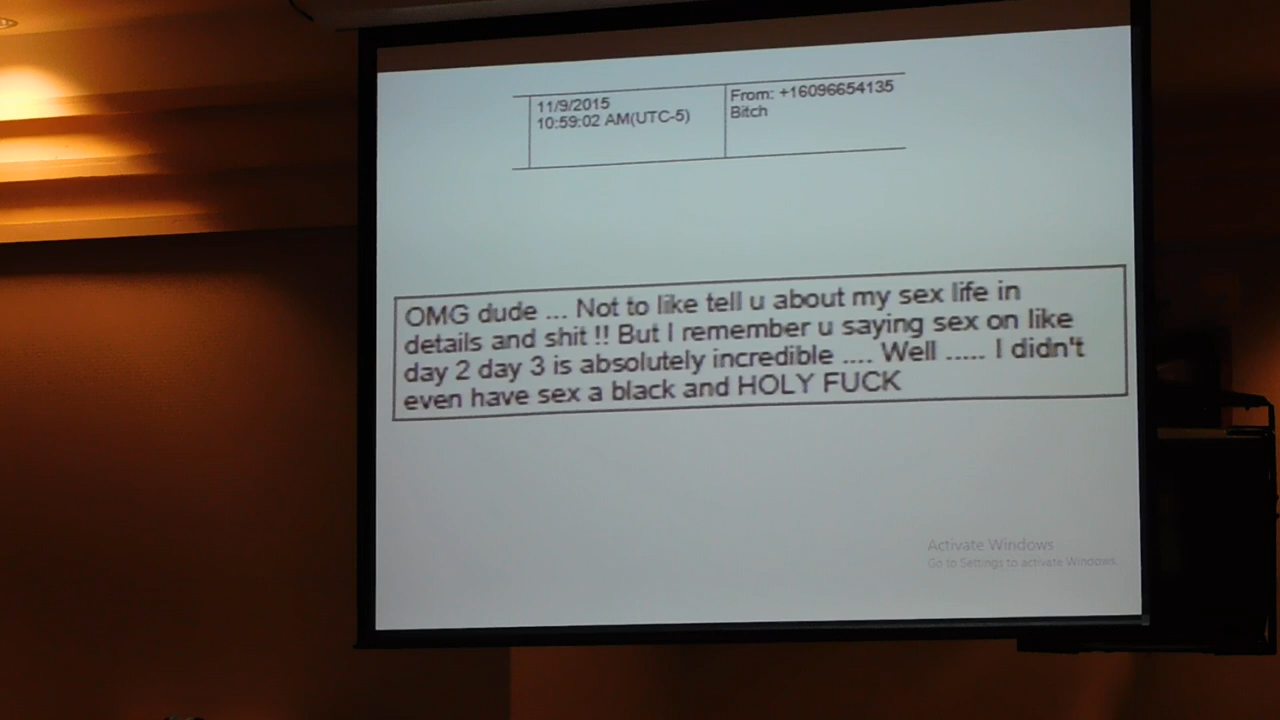 11/9/2015
10:59:02 AM(UTC-5)
From: +16096654135
Bitch
OMG dude ... Not to like tell u about my sex life in
details and shit !! But I remember u saying sex on like
day 2 day 3 is absolutely incredible .... Well ..... I didn't
even have sex a black and HOLY FUCK
Activate Windows
Go to Settings to activate Windows.